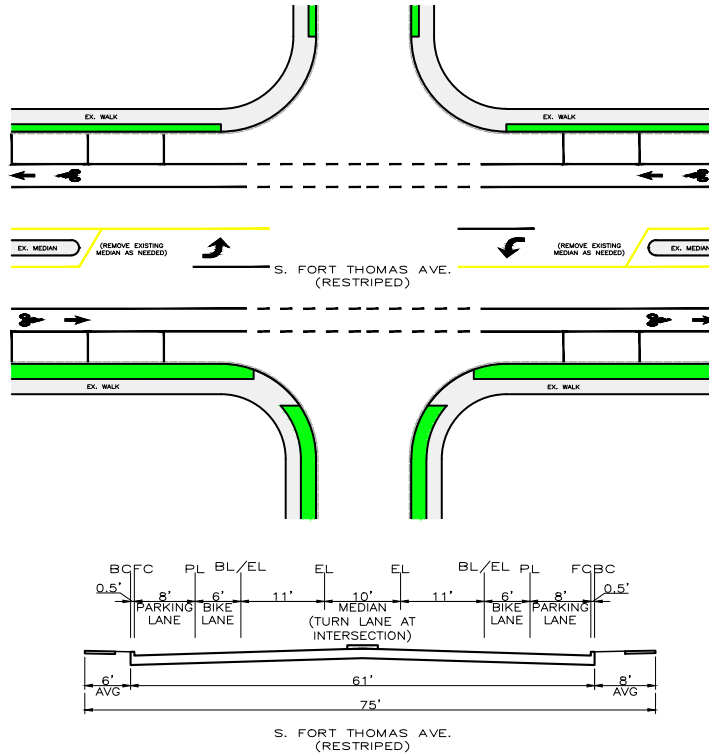 EX. WALK
EX. WALK
EX. MEDIAN
(REMOVE EXISTING
MEDIAN AS NEEDED)
(REMOVE EXISTING
MEDIAN AS NEEDED)
EX. MEDIAN
S. FORT THOMAS AVE.
(RESTRIPED)
EX. WALK
EX. WALK
BC FC PL BL/EL EL EL BL/EL PL FC BC
0.5' 8' 6' 11' 10' 11' 6' 8' 0.5'
PARKING LANE
BIKE LANE
MEDIAN
(TURN LANE AT
INTERSECTION)
BIKE LANE
PARKING LANE
6' AVG
61'
8' AVG
75'
S. FORT THOMAS AVE.
(RESTRIPED)